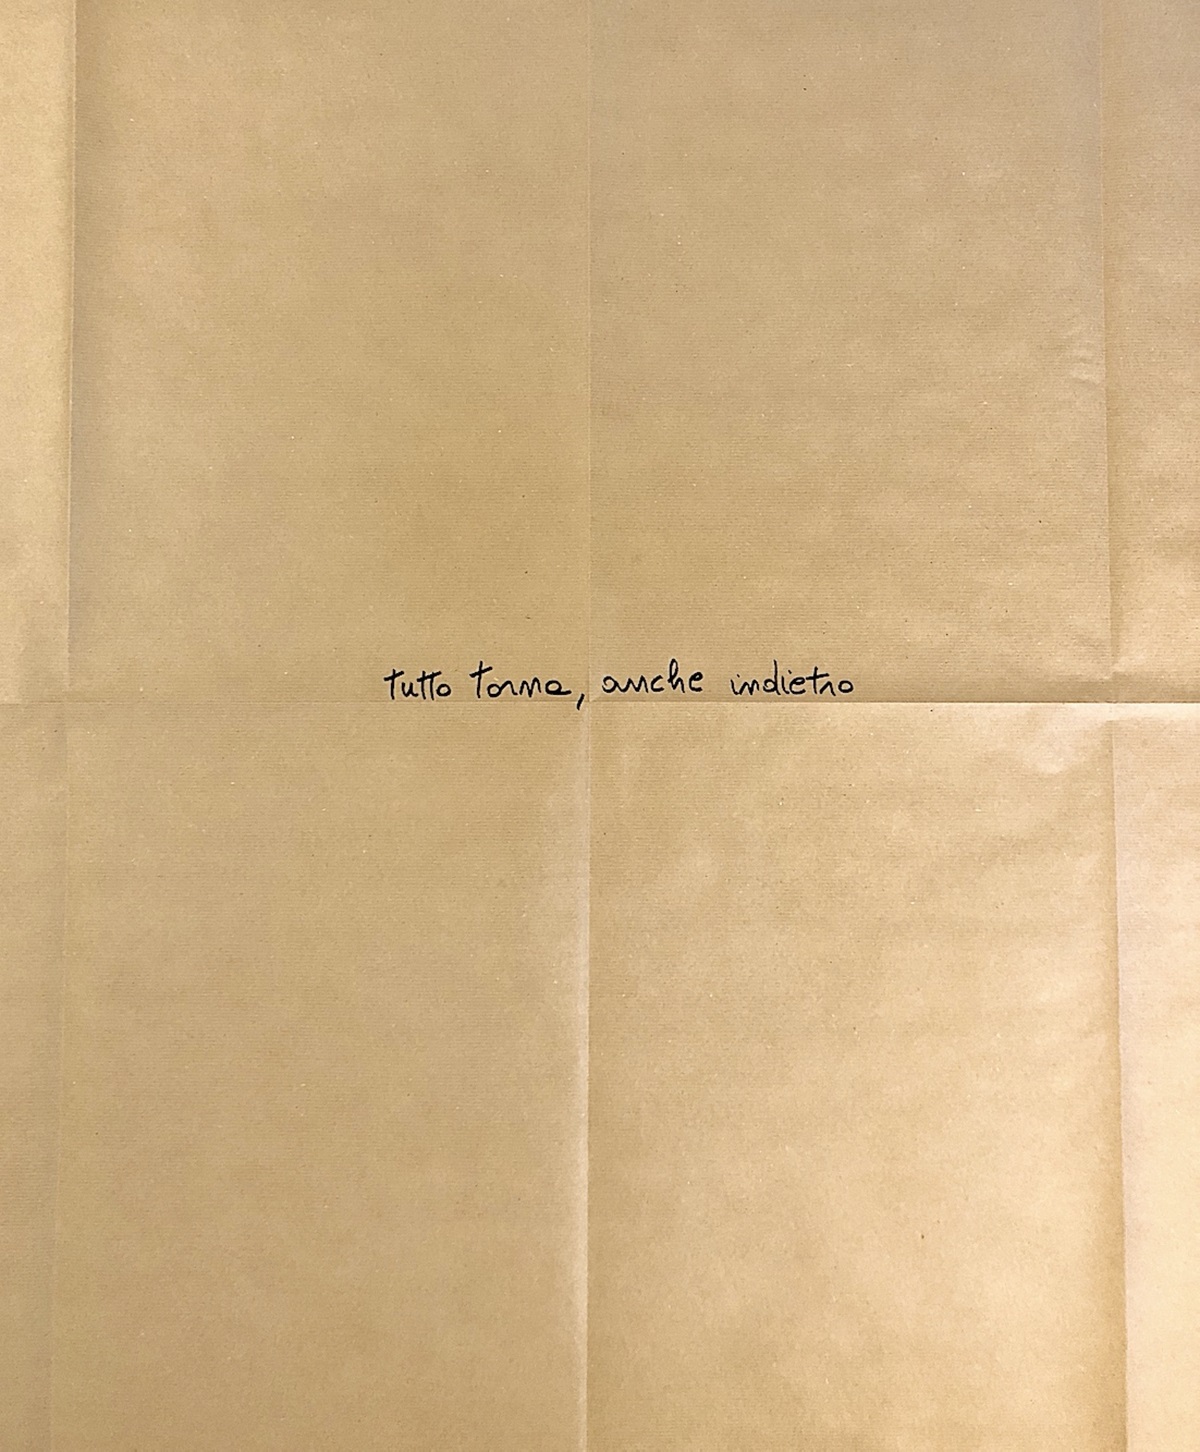 tutto torna, anche indietro